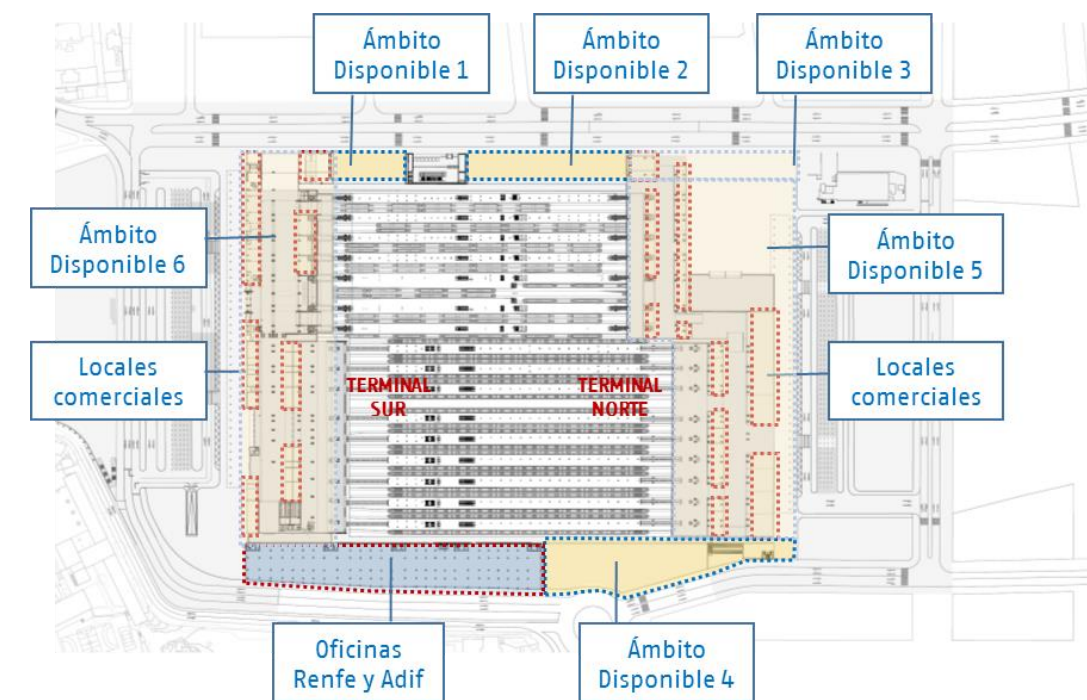 Ámbito
Disponible 1
Ámbito
Disponible 2
Ámbito
Disponible 3
Ámbito
Disponible 6
Ámbito
Disponible 5
Locales
comerciales
TERMINAL
SUR
TERMINAL
NORTE
Locales
comerciales
Oficinas
Renfe y Adif
Ámbito
Disponible 4